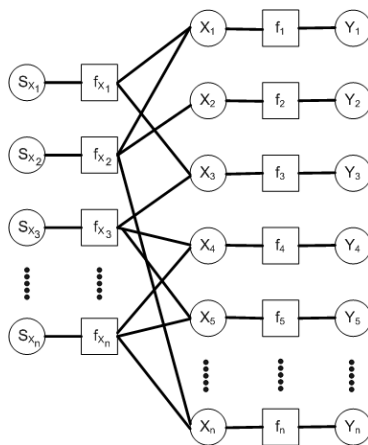 X₁ f₁ Y₁
S_X₁ f_X₁
X₂ f₂ Y₂
S_X₂ f_X₂
X₃ f₃ Y₃
S_X₃ f_X₃
X₄ f₄ Y₄
X₅ f₅ Y₅
S_Xₙ f_Xₙ
Xₙ fₙ Yₙ